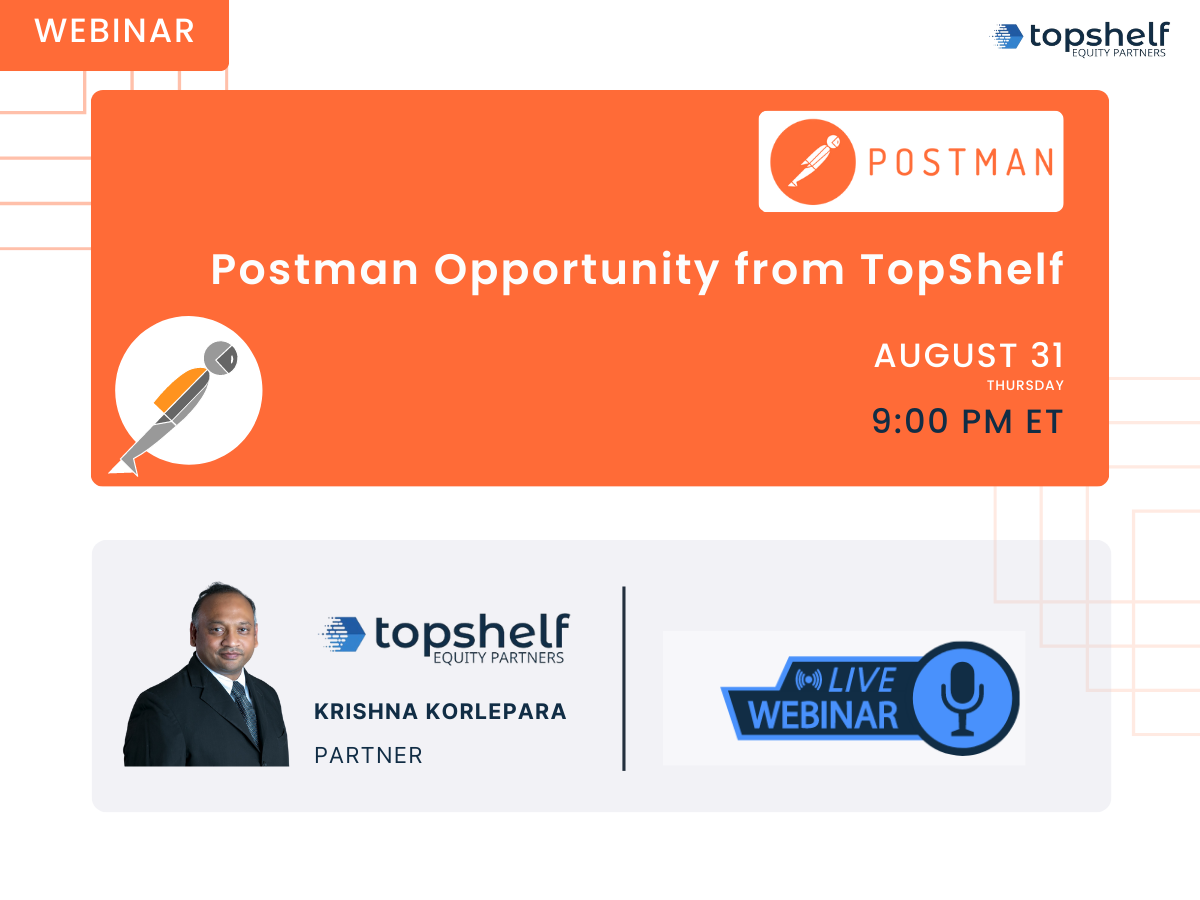 WEBINAR
topshelf
EQUITY PARTNERS
POSTMAN
Postman Opportunity from TopShelf
AUGUST 31
THURSDAY
9:00 PM ET
topshelf
EQUITY PARTNERS
KRISHNA KORLEPARA
PARTNER
LIVE
WEBINAR